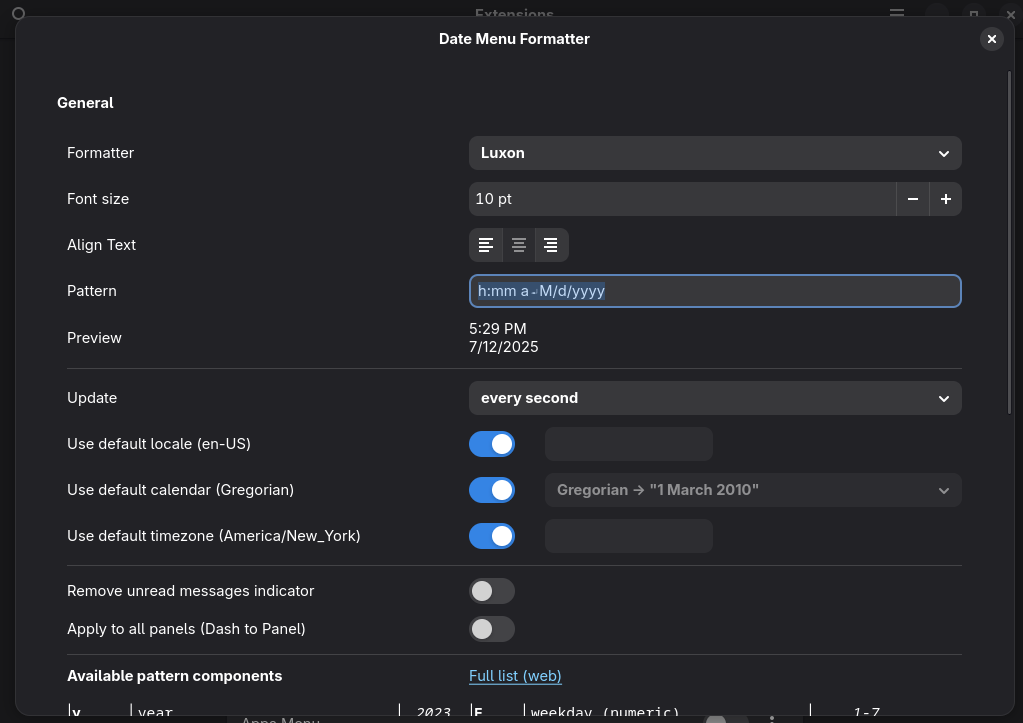 Extensions
Date Menu Formatter
General
Formatter Luxon
Font size 10 pt
Align Text
Pattern h:mm a↵M/d/yyyy
Preview 5:29 PM
7/12/2025
Update every second
Use default locale (en-US)
Use default calendar (Gregorian) Gregorian → "1 March 2010"
Use default timezone (America/New_York)
Remove unread messages indicator
Apply to all panels (Dash to Panel)
Available pattern components Full list (web)
|y |year | 2023 |E |weekday (numeric) | 1-7
Apps Menu